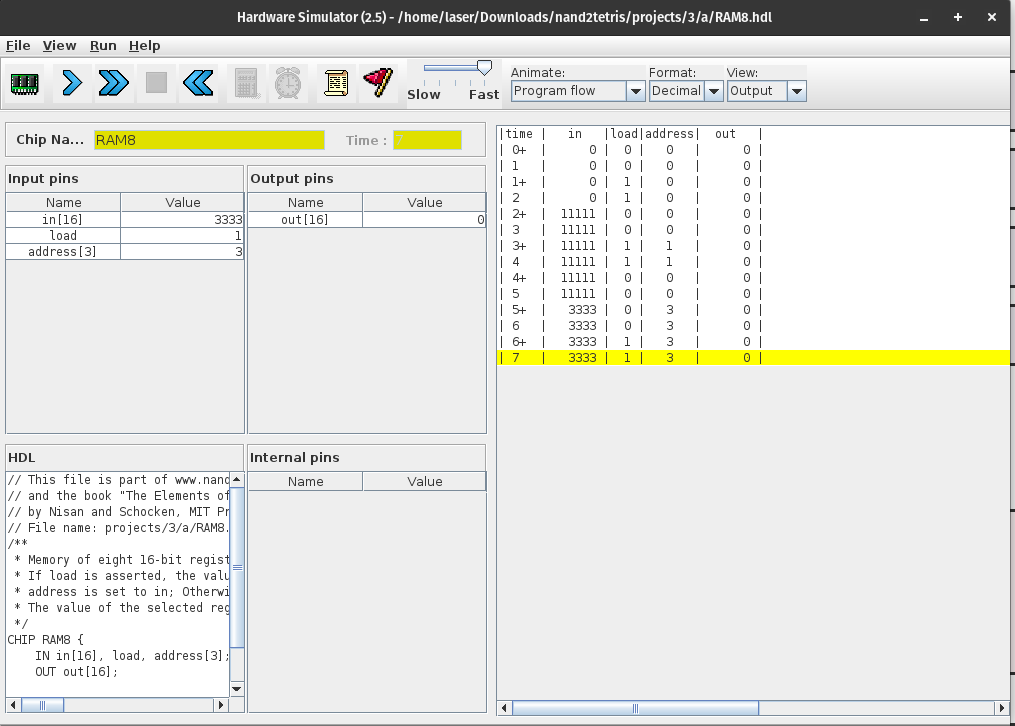 Hardware Simulator (2.5) - /home/laser/Downloads/nand2tetris/projects/3/a/RAM8.hdl
File View Run Help
Slow Fast
Animate: Format: View:
Program flow Decimal Output
Chip Na... RAM8 Time :
Input pins
Name Value
in[16] 3333
load 1
address[3] 3
Output pins
Name Value
out[16] 0
HDL
// This file is part of www.nand
// and the book "The Elements of
// by Nisan and Schocken, MIT Pr
// File name: projects/3/a/RAM8.
/**
* Memory of eight 16-bit regist
* If load is asserted, the valu
* address is set to in; Otherwi
* The value of the selected reg
*/
CHIP RAM8 {
IN in[16], load, address[3];
OUT out[16];
Internal pins
Name Value
|time | in |load|address| out |
| 0+ | 0 | 0 | 0 | 0 |
| 1 | 0 | 0 | 0 | 0 |
| 1+ | 0 | 1 | 0 | 0 |
| 2 | 0 | 1 | 0 | 0 |
| 2+ | 11111 | 0 | 0 | 0 |
| 3 | 11111 | 0 | 0 | 0 |
| 3+ | 11111 | 1 | 1 | 0 |
| 4 | 11111 | 1 | 1 | 0 |
| 4+ | 11111 | 0 | 0 | 0 |
| 5 | 11111 | 0 | 0 | 0 |
| 5+ | 3333 | 0 | 3 | 0 |
| 6 | 3333 | 0 | 3 | 0 |
| 6+ | 3333 | 1 | 3 | 0 |
| 7 | 3333 | 1 | 3 | 0 |